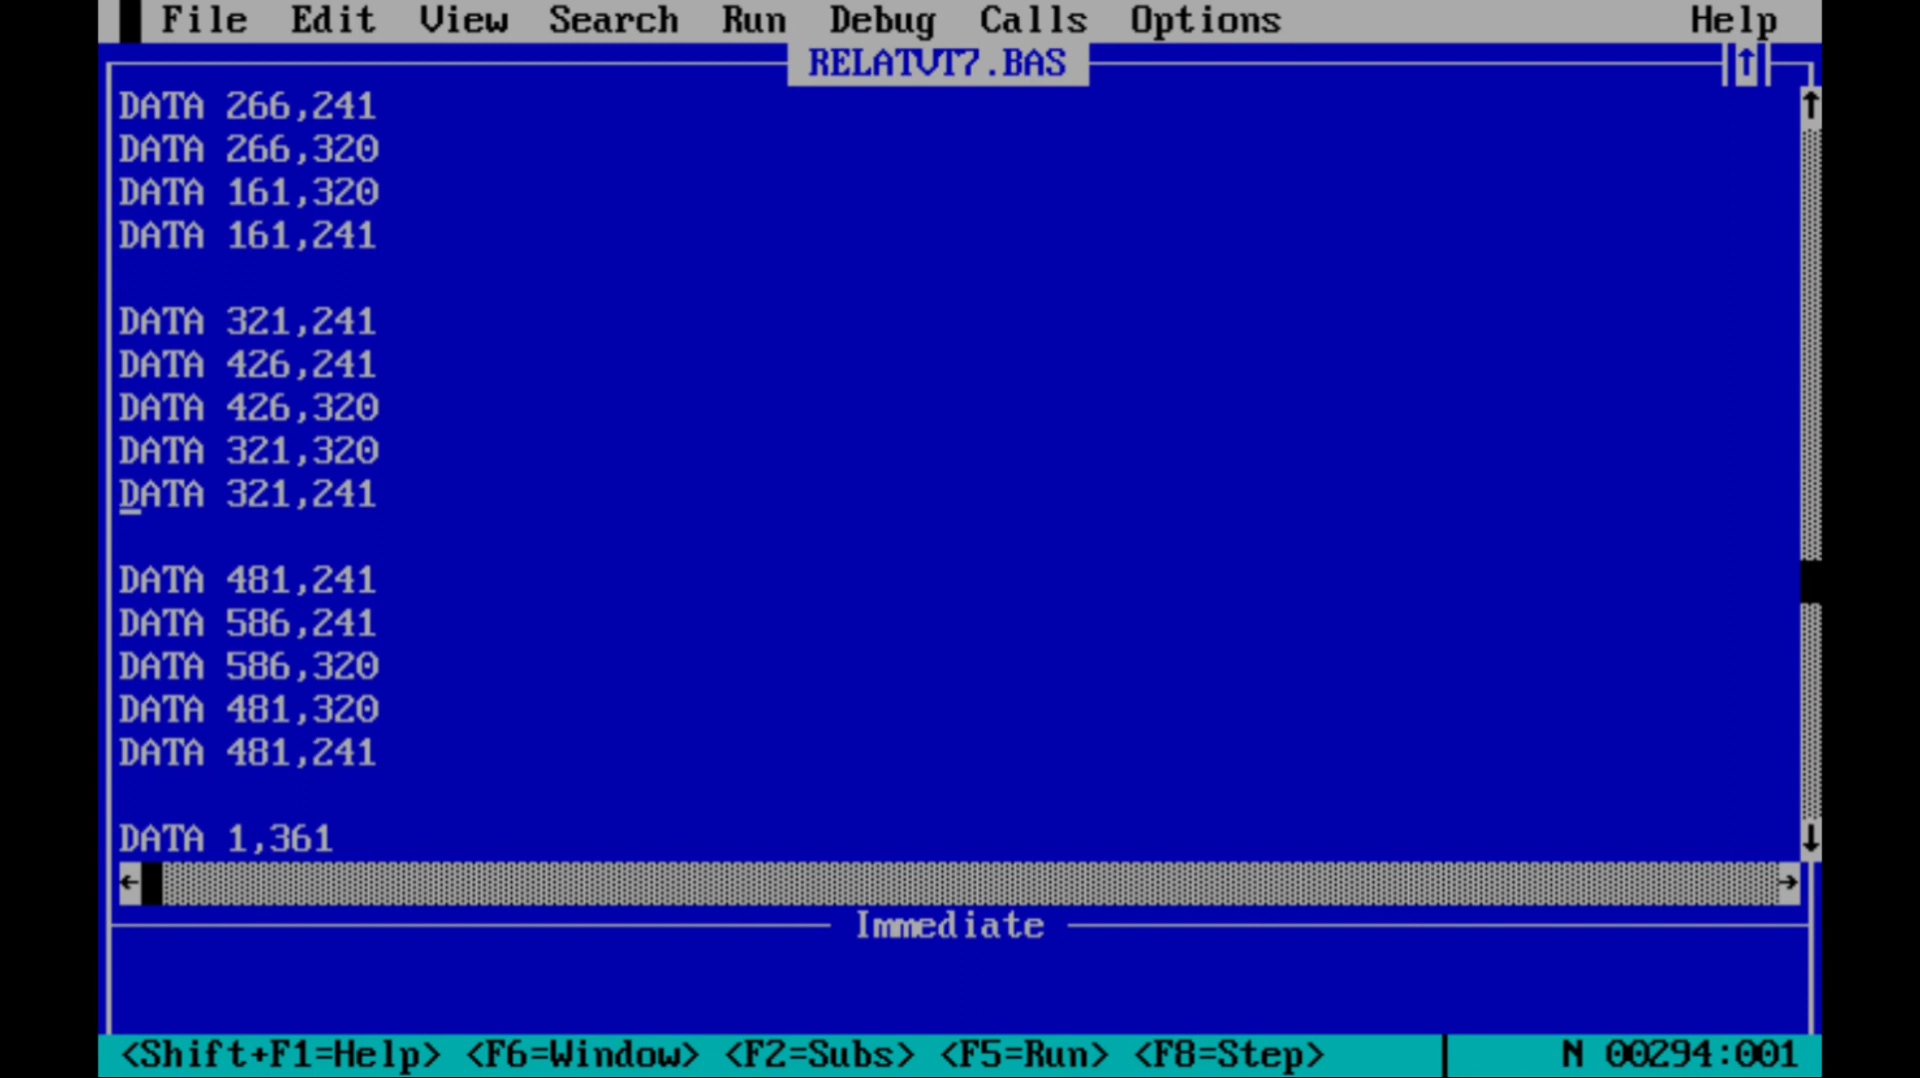 File Edit View Search Run Debug Calls Options Help
RELATVT7.BAS
DATA 266,241
DATA 266,320
DATA 161,320
DATA 161,241
DATA 321,241
DATA 426,241
DATA 426,320
DATA 321,320
DATA 321,241
DATA 481,241
DATA 586,241
DATA 586,320
DATA 481,320
DATA 481,241
DATA 1,361
Immediate
<Shift+F1=Help> <F6=Window> <F2=Subs> <F5=Run> <F8=Step> N 00294:001